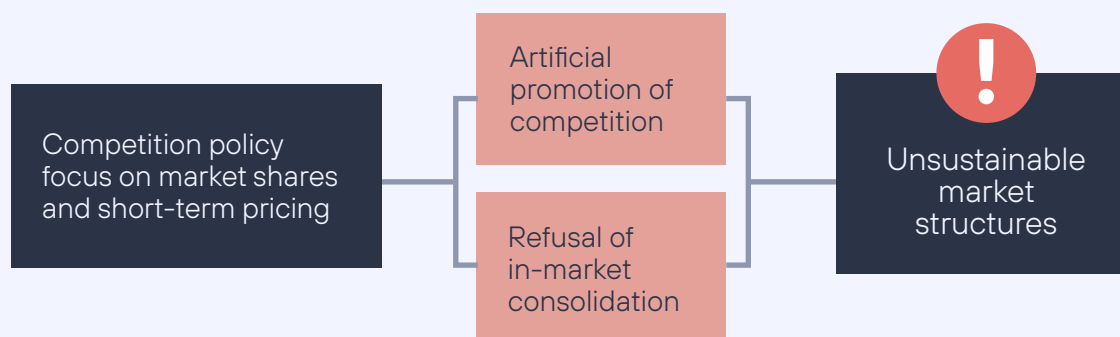 Competition policy
focus on market shares
and short-term pricing
Artificial
promotion of
competition
Refusal of
in-market
consolidation
!
Unsustainable
market
structures